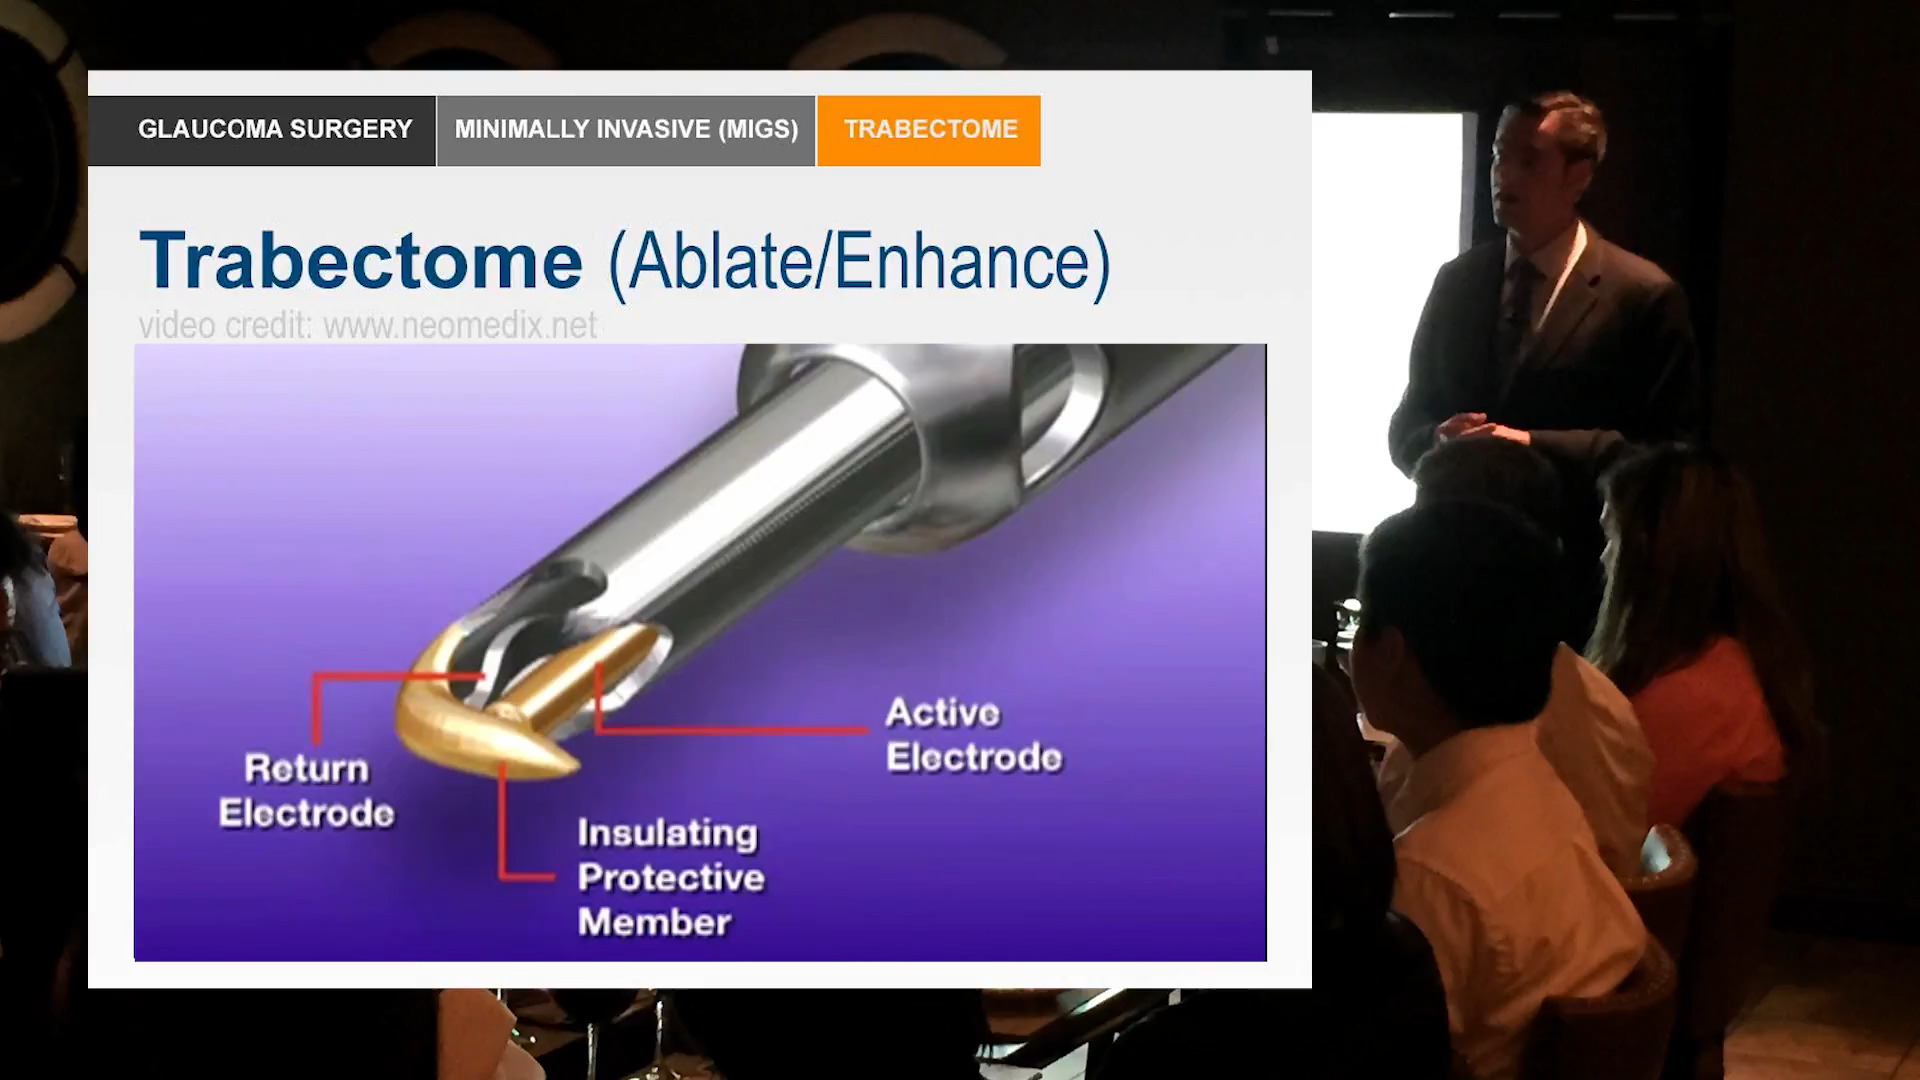 GLAUCOMA SURGERY
MINIMALLY INVASIVE (MIGS)
TRABECTOME
Trabectome (Ablate/Enhance)
video credit: www.neomedix.net
Return
Electrode
Active
Electrode
Insulating
Protective
Member